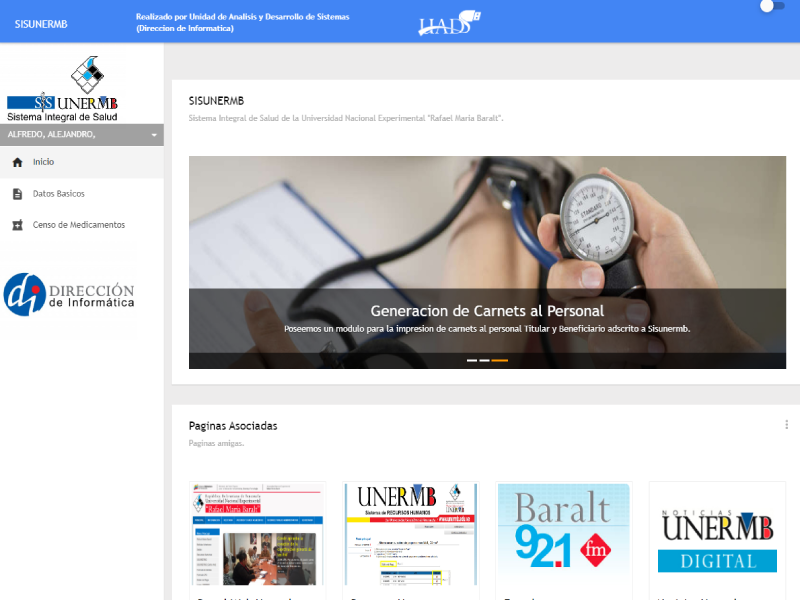 SISUNERMB
Realizado por Unidad de Analisis y Desarrollo de Sistemas
(Direccion de Informatica)
UADS
SISUNERMB
Sistema Integral de Salud
ALFREDO, ALEJANDRO,
Inicio
Datos Basicos
Censo de Medicamentos
di DIRECCIÓN
de Informática
SISUNERMB
Sistema Integral de Salud de la Universidad Nacional Experimental "Rafael Maria Baralt".
STANDARD
Generacion de Carnets al Personal
Poseemos un modulo para la impresion de carnets al personal Titular y Beneficiario adscrito a Sisunermb.
Paginas Asociadas
Paginas amigas.
República Bolivariana de Venezuela
Universidad Nacional Experimental
"Rafael María Baralt"
UNERMB
Sistema de RECURSOS HUMANOS
Baralt
92.1 fm
NOTICIAS
UNERMB
DIGITAL